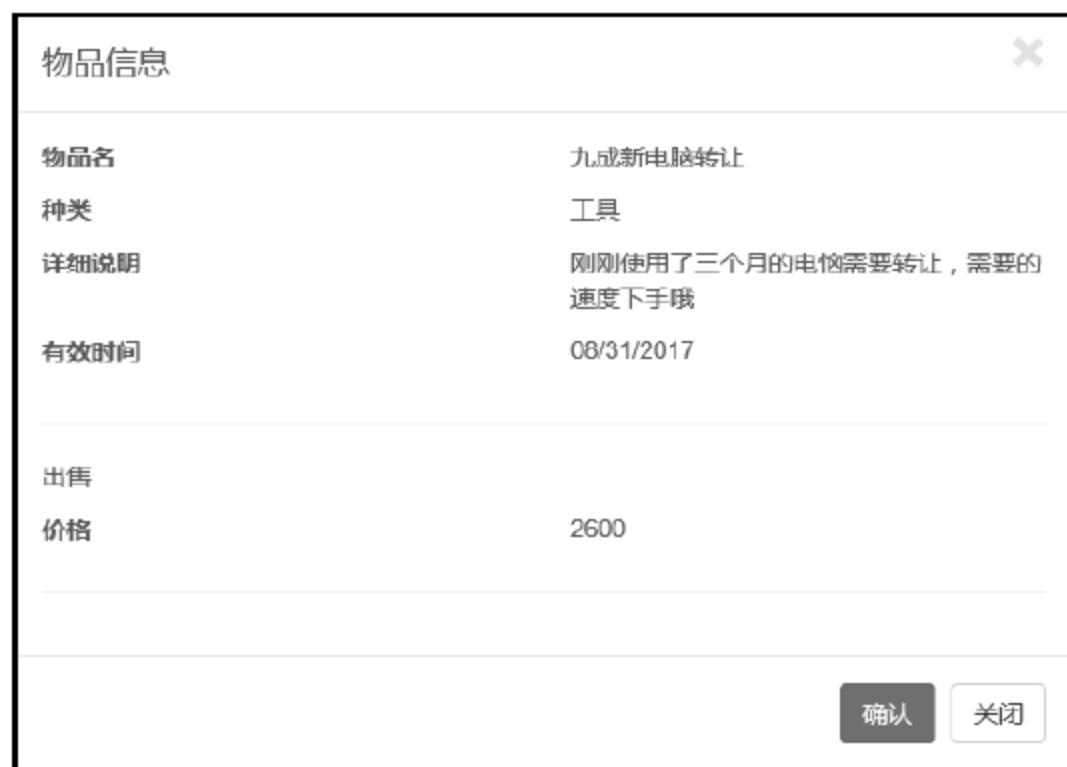 物品信息
物品名 九成新电脑转让
种类 工具
详细说明 刚刚使用了三个月的电恼需要转让，需要的
速度下手哦
有效时间 08/31/2017
出售
价格 2600
确认 关闭